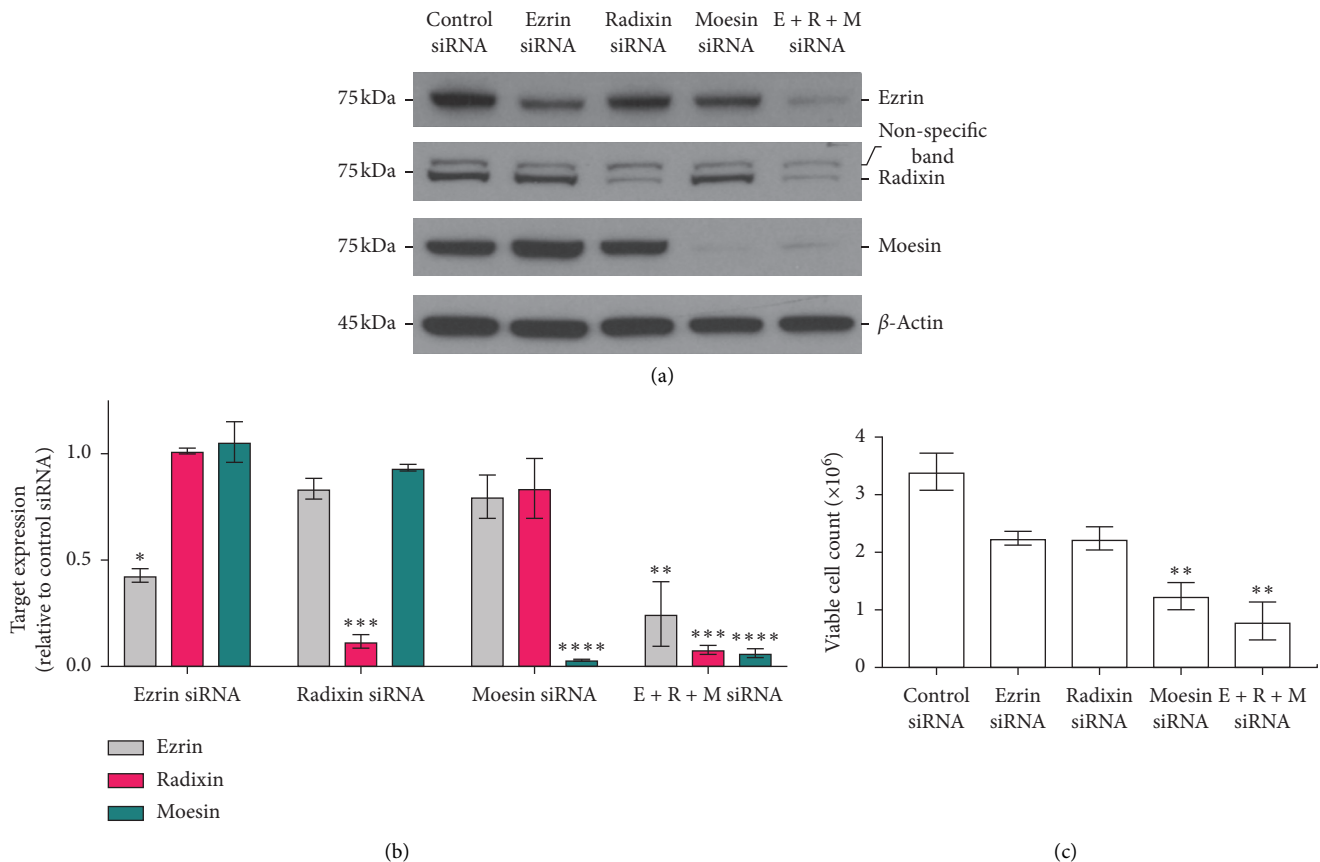 Control Ezrin Radixin Moesin E + R + M
siRNA siRNA siRNA siRNA siRNA
75 kDa Ezrin
Non-specific
band
75 kDa Radixin
75 kDa Moesin
45 kDa β-Actin
(a)
Target expression
(relative to control siRNA)
1.0
0.5
0.0
*
***
****
**
***
****
Ezrin siRNA Radixin siRNA Moesin siRNA E + R + M siRNA
Ezrin
Radixin
Moesin
(b)
Viable cell count (×10⁶)
4
3
2
1
0
**
**
Control Ezrin Radixin Moesin E + R + M
siRNA siRNA siRNA siRNA siRNA
(c)